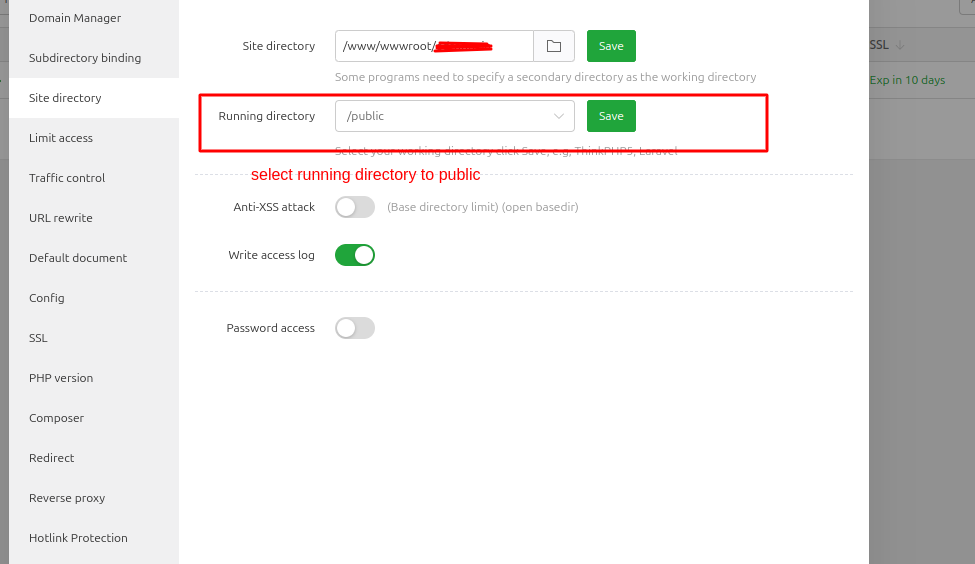 Domain Manager
Subdirectory binding
Site directory
Limit access
Traffic control
URL rewrite
Default document
Config
SSL
PHP version
Composer
Redirect
Reverse proxy
Hotlink Protection
Site directory /www/wwwroot/ Save
Some programs need to specify a secondary directory as the working directory
Running directory /public Save
Select your working directory click Save, e.g, ThinkPHP5, Laravel
select running directory to public
Anti-XSS attack (Base directory limit) (open basedir)
Write access log
Password access
SSL
Exp in 10 days